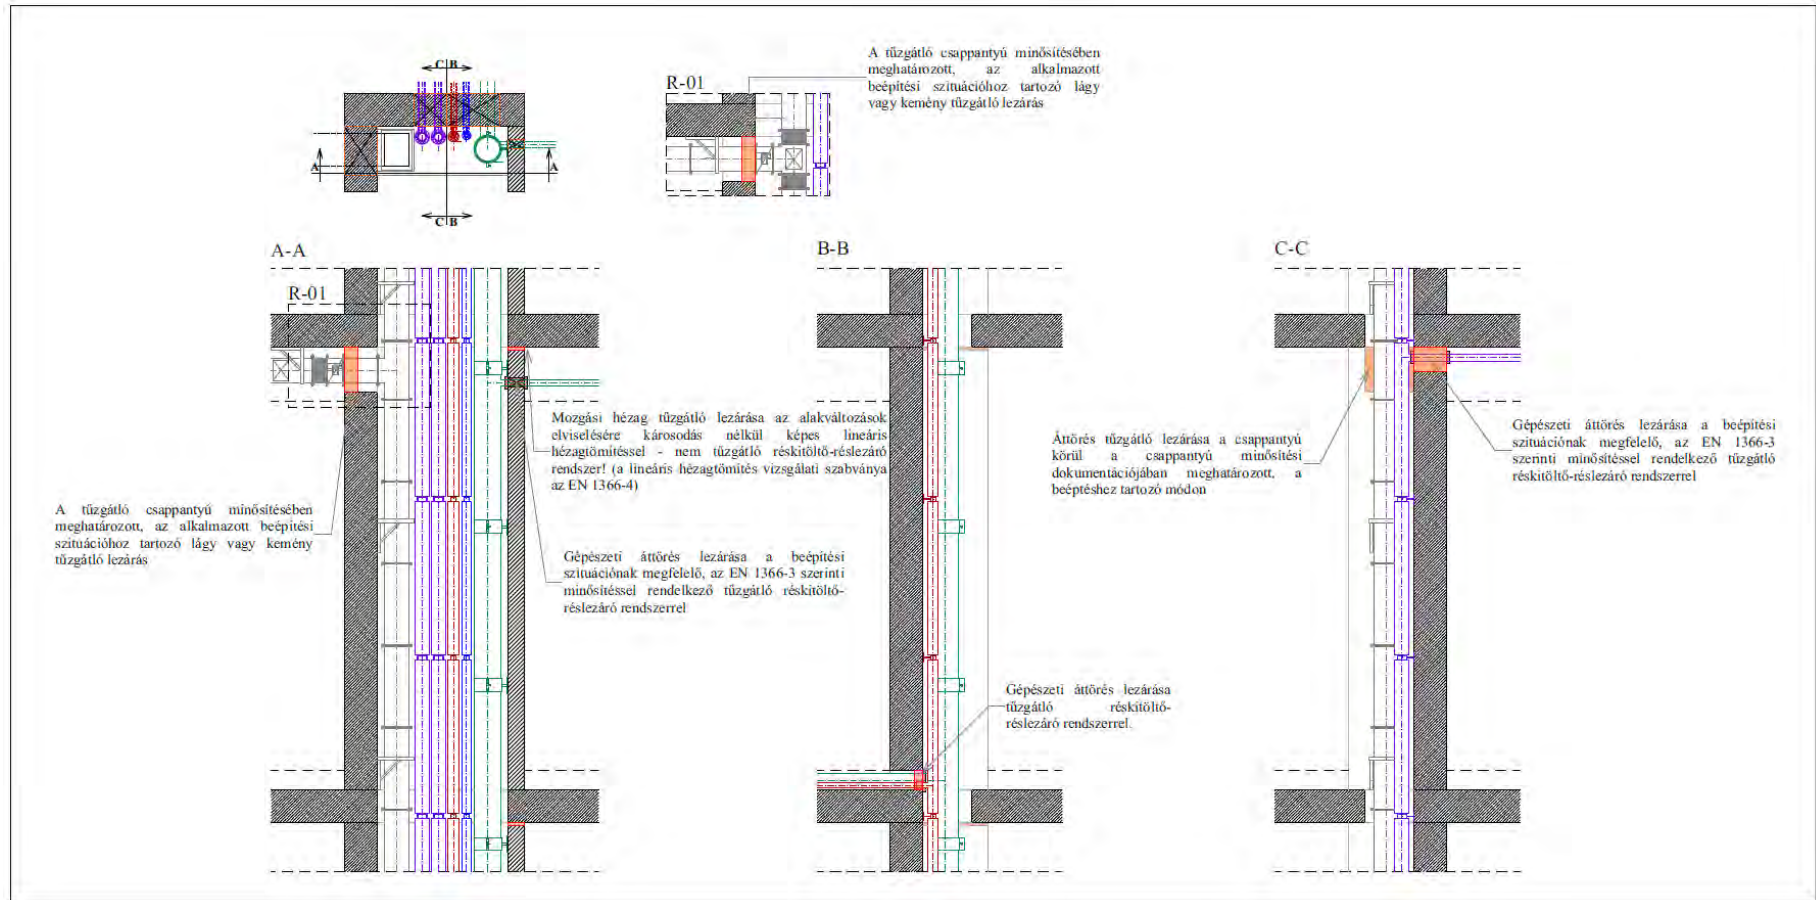 A tűzgátló csappantyú minősítésében
meghatározott, az alkalmazott
beépítési szituációhoz tartozó lágy
vagy kemény tűzgátló lezárás
C B
R-01
A
A
C B
A-A
B-B
C-C
R-01
Mozgási hézag tűzgátló lezárása az alakváltozások
elviselésére károsodás nélkül képes lineáris
hézagtömítéssel - nem tűzgátló réskitöltő-réslezáró
rendszer! (a lineáris hézagtömítés vizsgálati szabványa
az EN 1366-4)
Áttörés tűzgátló lezárása a csappantyú
körül a csappantyú minősítési
dokumentációjában meghatározott, a
beéptéshez tartozó módon
Gépészeti áttörés lezárása a beépítési
szituációnak megfelelő, az EN 1366-3
szerinti minősítéssel rendelkező tűzgátló
réskitöltő-réslezáró rendszerrel
A tűzgátló csappantyú minősítésében
meghatározott, az alkalmazott beépítési
szituációhoz tartozó lágy vagy kemény
tűzgátló lezárás
Gépészeti áttörés lezárása a beépítési
szituációnak megfelelő, az EN 1366-3 szerinti
minősítéssel rendelkező tűzgátló réskitöltő-
réslezáró rendszerrel
Gépészeti áttörés lezárása
tűzgátló réskitöltő-
réslezáró rendszerrel.